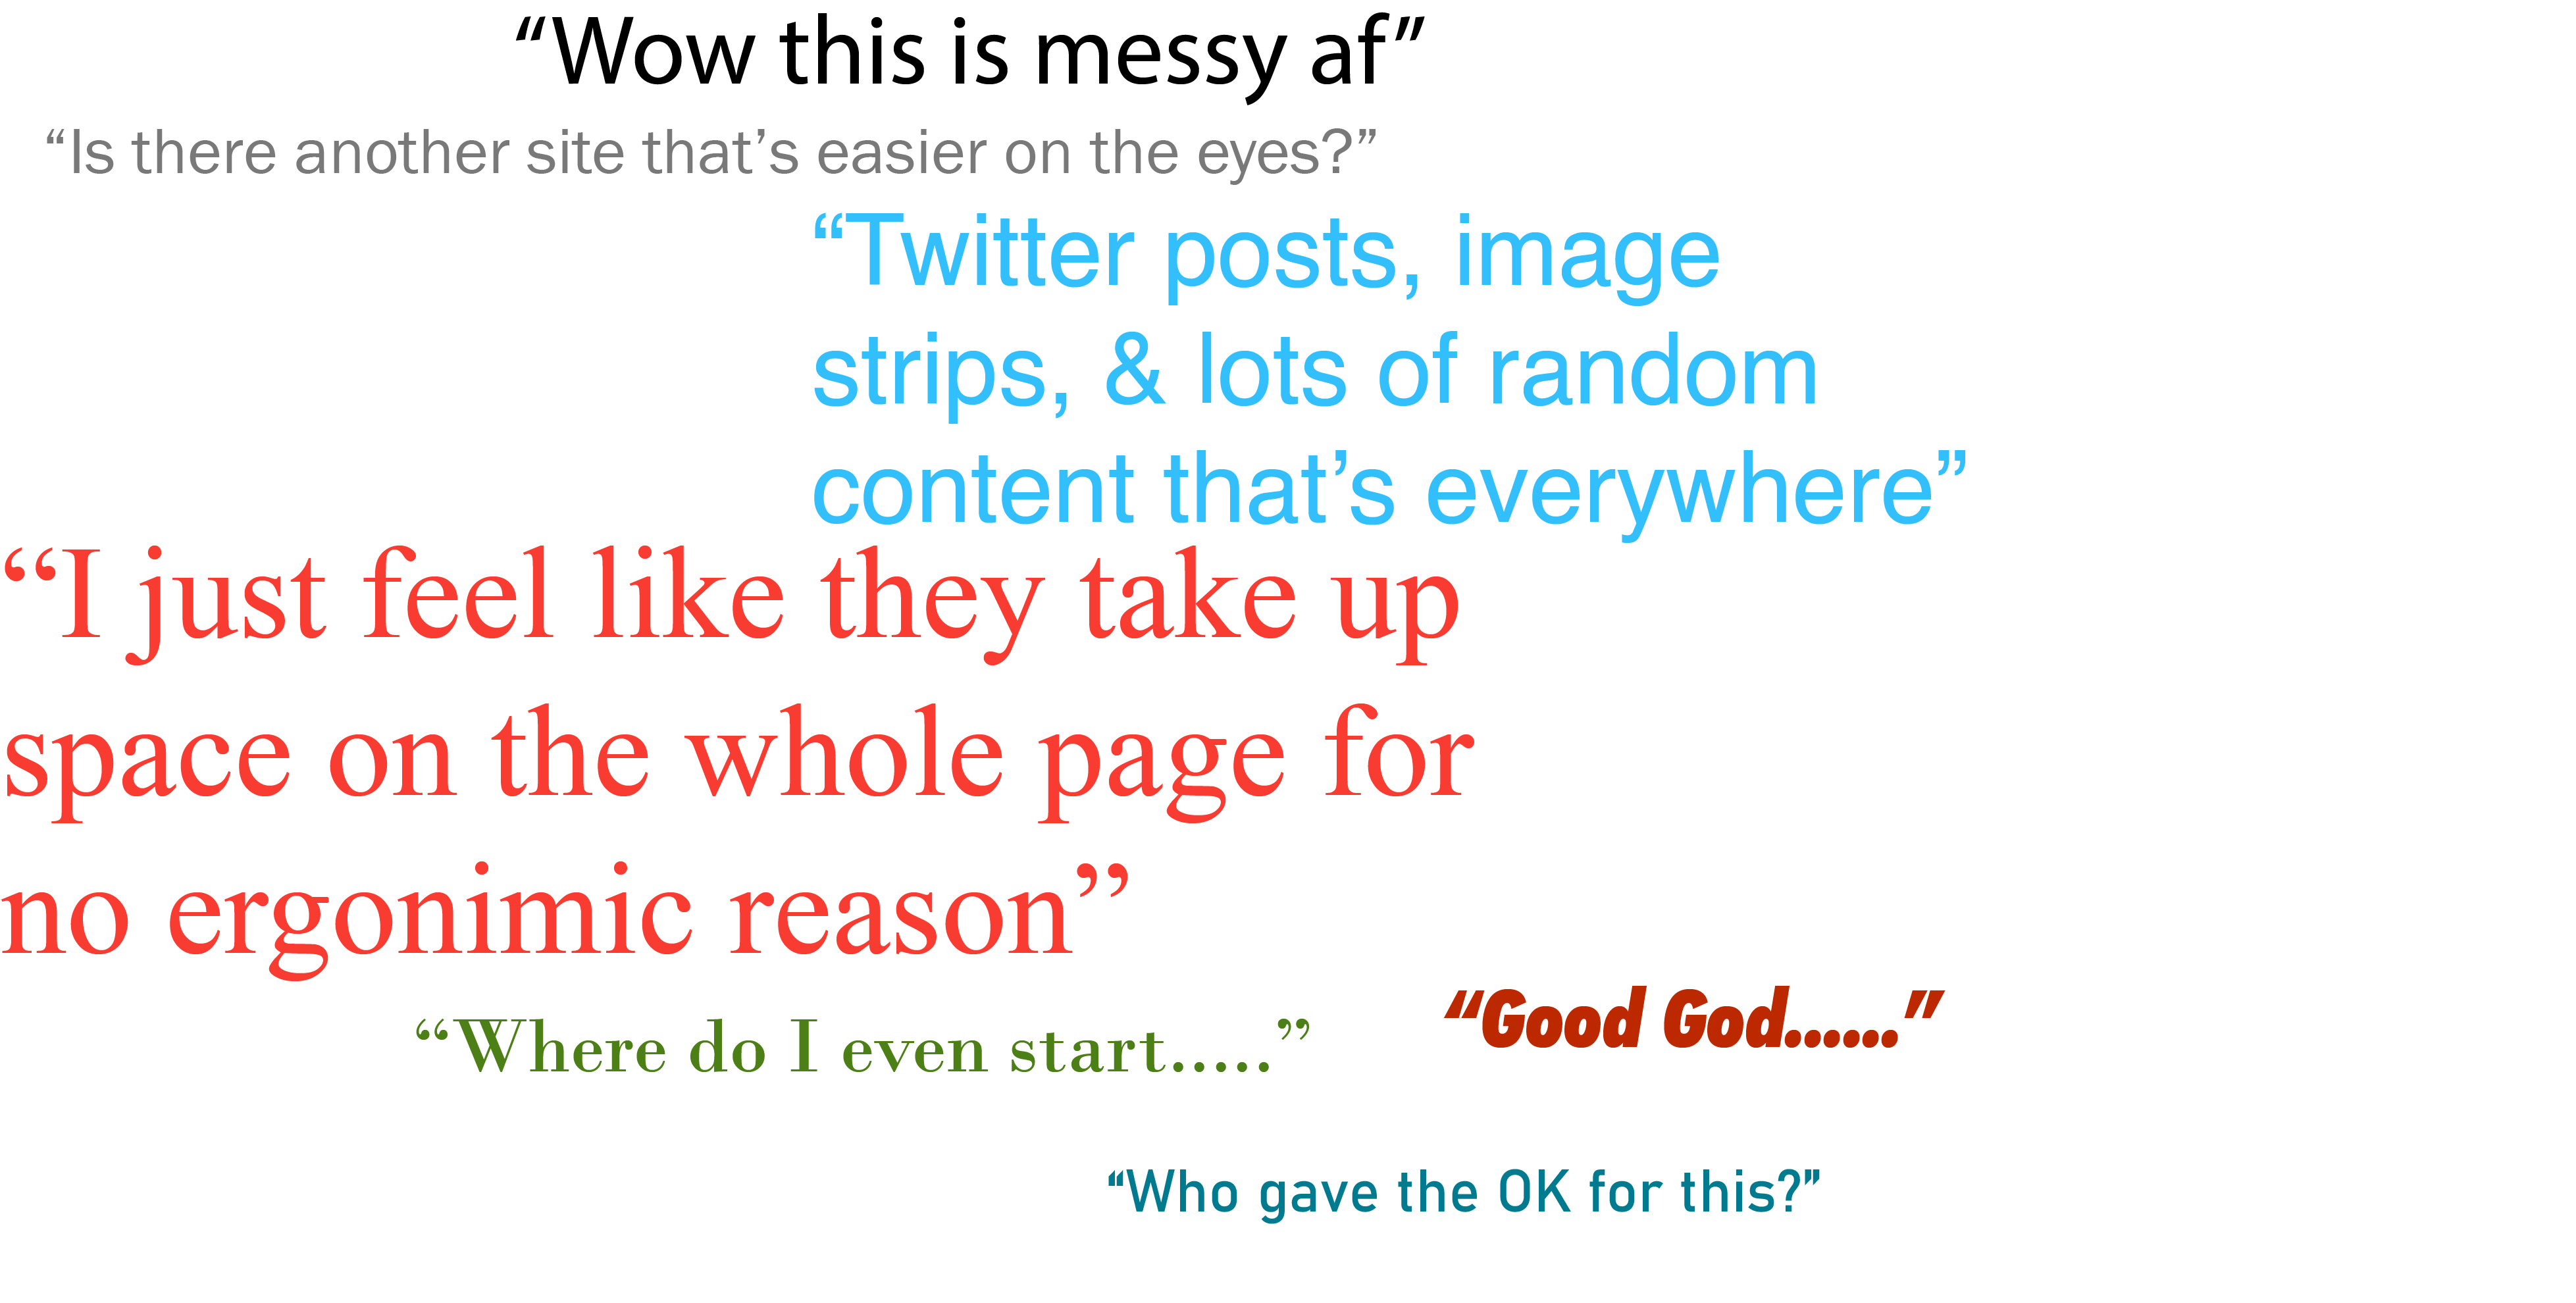 “Wow this is messy af”
“Is there another site that’s easier on the eyes?”
“Twitter posts, image
strips, & lots of random
content that’s everywhere”
“I just feel like they take up
space on the whole page for
no ergonimic reason”
“Good God......”
“Where do I even start.....”
“Who gave the OK for this?”